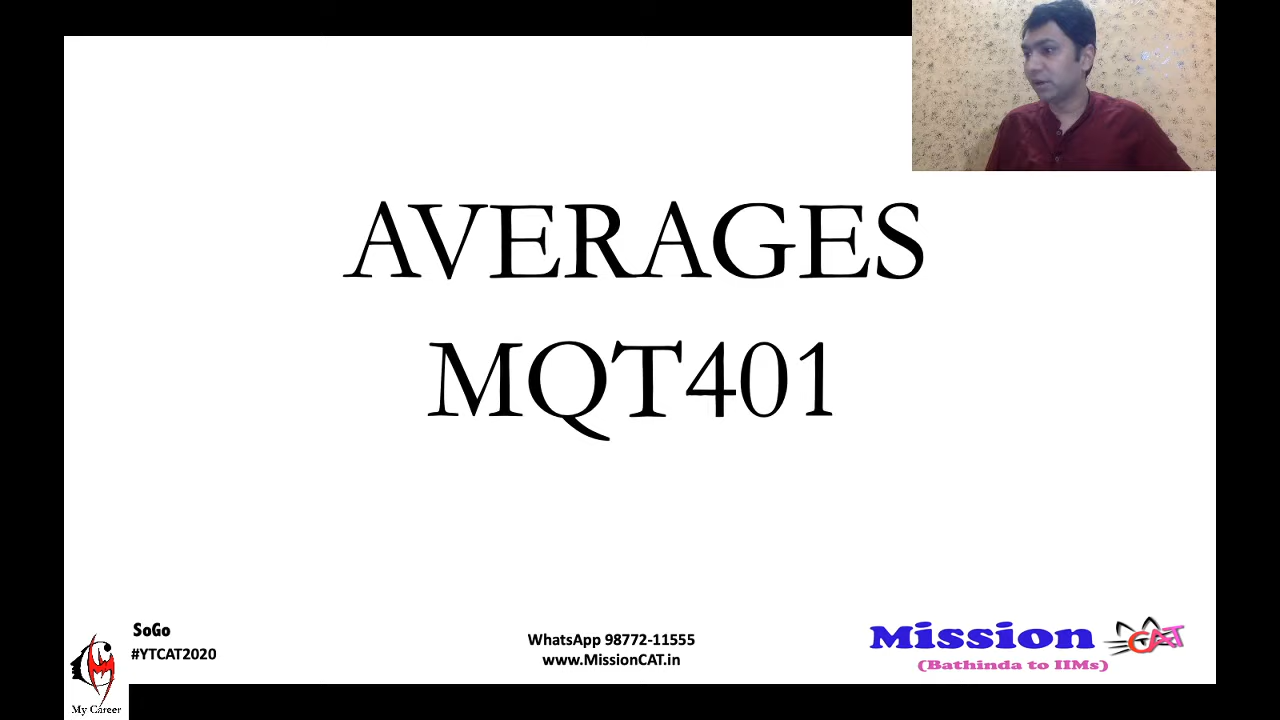 AVERAGES
MQT401
SoGo
#YTCAT2020
My Career
WhatsApp 98772-11555
www.MissionCAT.in
Mission CAT
(Bathinda to IIMs)